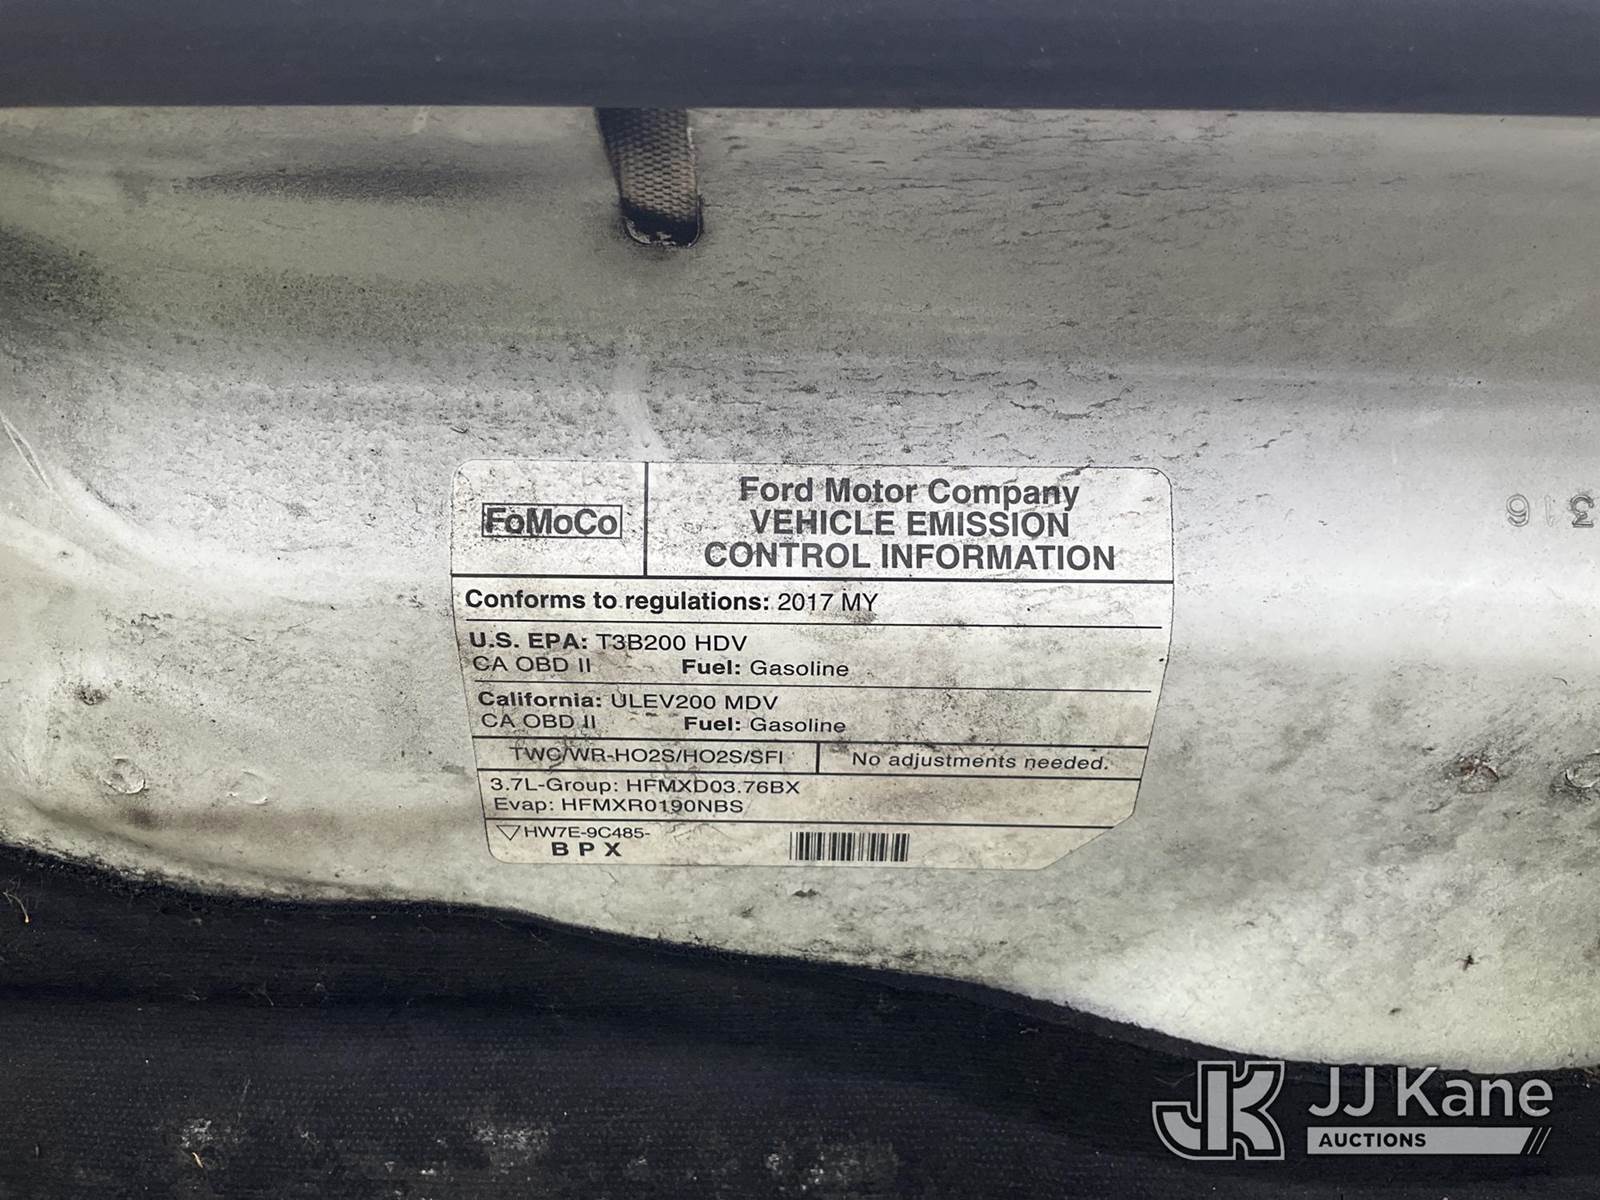 FoMoCo
Ford Motor Company
VEHICLE EMISSION
CONTROL INFORMATION
Conforms to regulations: 2017 MY
U.S. EPA: T3B200 HDV
CA OBD II Fuel: Gasoline
California: ULEV200 MDV
CA OBD II Fuel: Gasoline
TWC/WR-HO2S/HO2S/SFI No adjustments needed.
3.7L-Group: HFMXD03.76BX
Evap: HFMXR0190NBS
HW7E-9C485-
BPX
JK JJ Kane
AUCTIONS